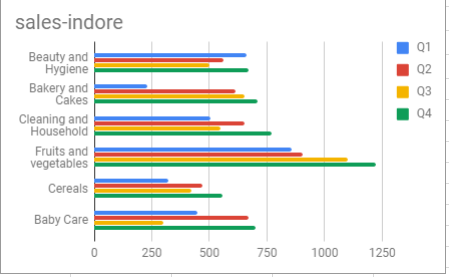 sales-indore
Beauty and
Hygiene
Bakery and
Cakes
Cleaning and
Household
Fruits and
vegetables
Cereals
Baby Care
0 250 500 750 1000 1250
Q1
Q2
Q3
Q4